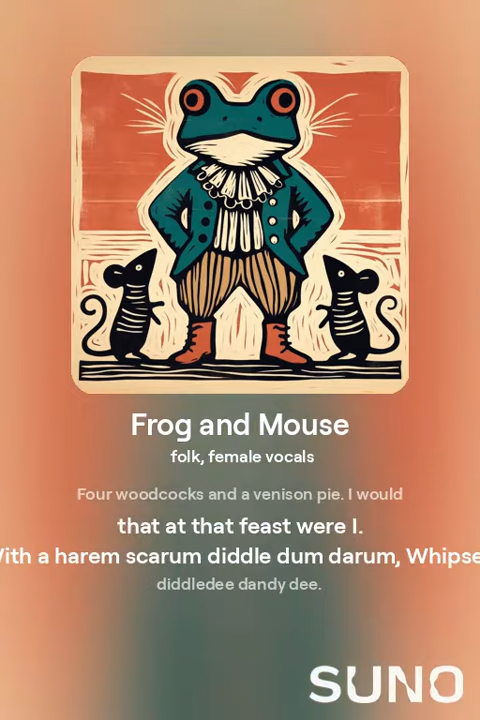 Frog and Mouse
folk, female vocals
Four woodcocks and a venison pie. I would
that at that feast were I.
With a harem scarum diddle dum darum, Whipse
diddledee dandy dee.
SUNO